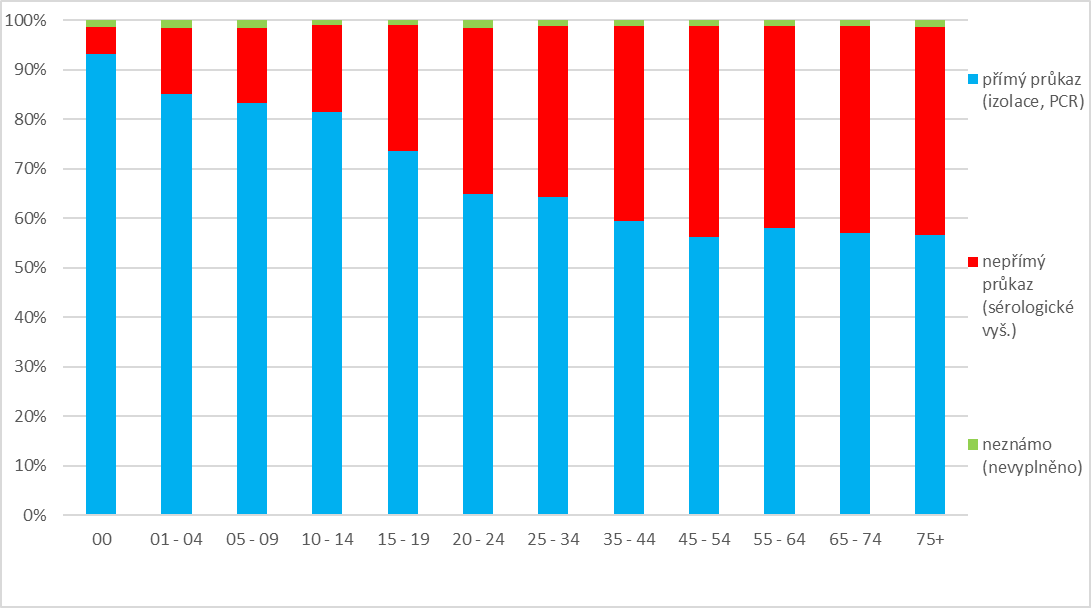 100%
90%
80%
70%
60%
50%
40%
30%
20%
10%
0%
00 01 - 04 05 - 09 10 - 14 15 - 19 20 - 24 25 - 34 35 - 44 45 - 54 55 - 64 65 - 74 75+
přímý průkaz
(izolace, PCR)
nepřímý
průkaz
(sérologické
vyš.)
neznámo
(nevyplněno)